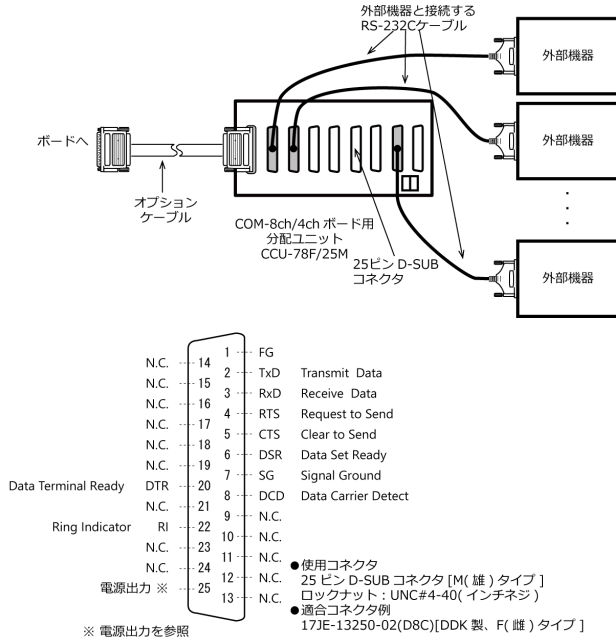 外部機器と接続する
RS-232Cケーブル
外部機器
ボードへ
外部機器
オプション
ケーブル
COM-8ch/4ch ボード用
分配ユニット
CCU-78F/25M
25ピン D-SUB
コネクタ
外部機器
1 FG
N.C. 14
2 TxD Transmit Data
N.C. 15
3 RxD Receive Data
N.C. 16
4 RTS Request to Send
N.C. 17
5 CTS Clear to Send
N.C. 18
6 DSR Data Set Ready
N.C. 19
7 SG Signal Ground
Data Terminal Ready DTR 20
8 DCD Data Carrier Detect
N.C. 21
9 N.C.
Ring Indicator RI 22
10 N.C.
N.C. 23
11 N.C.
N.C. 24
12 N.C.
電源出力 ※ 25
13 N.C.
※ 電源出力を参照
●使用コネクタ
25 ピン D-SUB コネクタ [M( 雄 ) タイプ ]
ロックナット : UNC#4-40( インチネジ )
●適合コネクタ例
17JE-13250-02(D8C)[DDK 製、F( 雌 ) タイプ ]